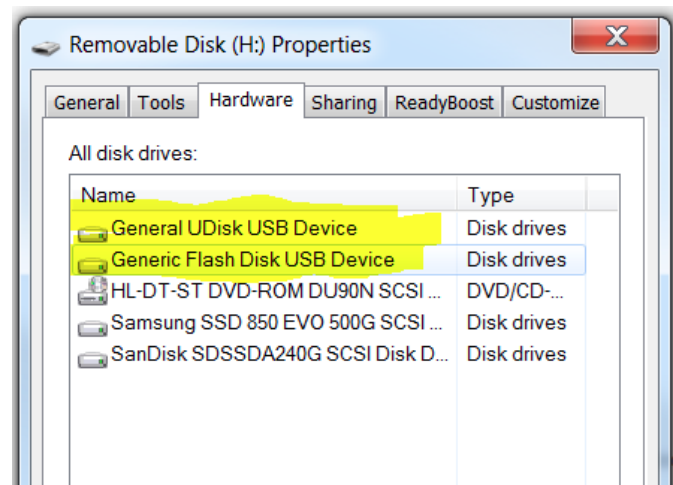 Removable Disk (H:) Properties
X
General Tools Hardware Sharing ReadyBoost Customize
All disk drives:
Name Type
General UDisk USB Device Disk drives
Generic Flash Disk USB Device Disk drives
HL-DT-ST DVD-ROM DU90N SCSI ... DVD/CD-...
Samsung SSD 850 EVO 500G SCSI ... Disk drives
SanDisk SDSSDA240G SCSI Disk D... Disk drives